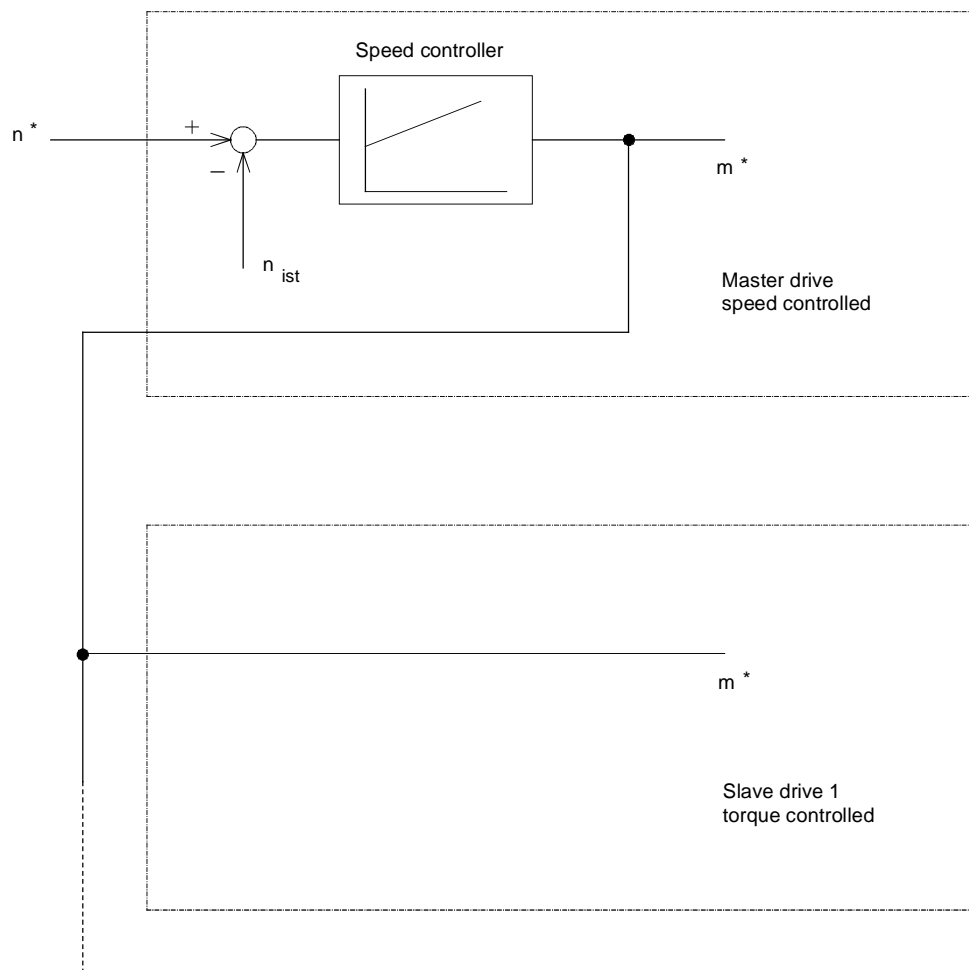 Speed controller
n *
+
−
m *
n ist
Master drive
speed controlled
m *
Slave drive 1
torque controlled